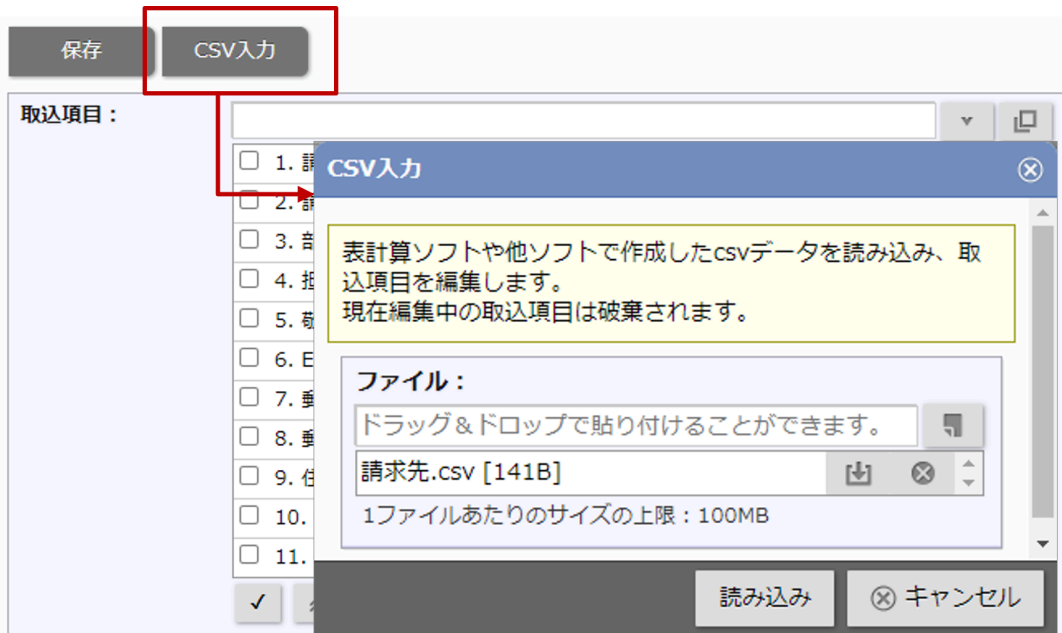 保存
CSV入力
取込項目：
1.
2.
3. 部
4. 担
5. 敬
6. E
7. 郵
8. 郵
9. 住
10.
11.
CSV入力
表計算ソフトや他ソフトで作成したcsvデータを読み込み、取
込項目を編集します。
現在編集中の取込項目は破棄されます。
ファイル：
ドラッグ＆ドロップで貼り付けることができます。
請求先.csv [141B]
1ファイルあたりのサイズの上限：100MB
読み込み
キャンセル